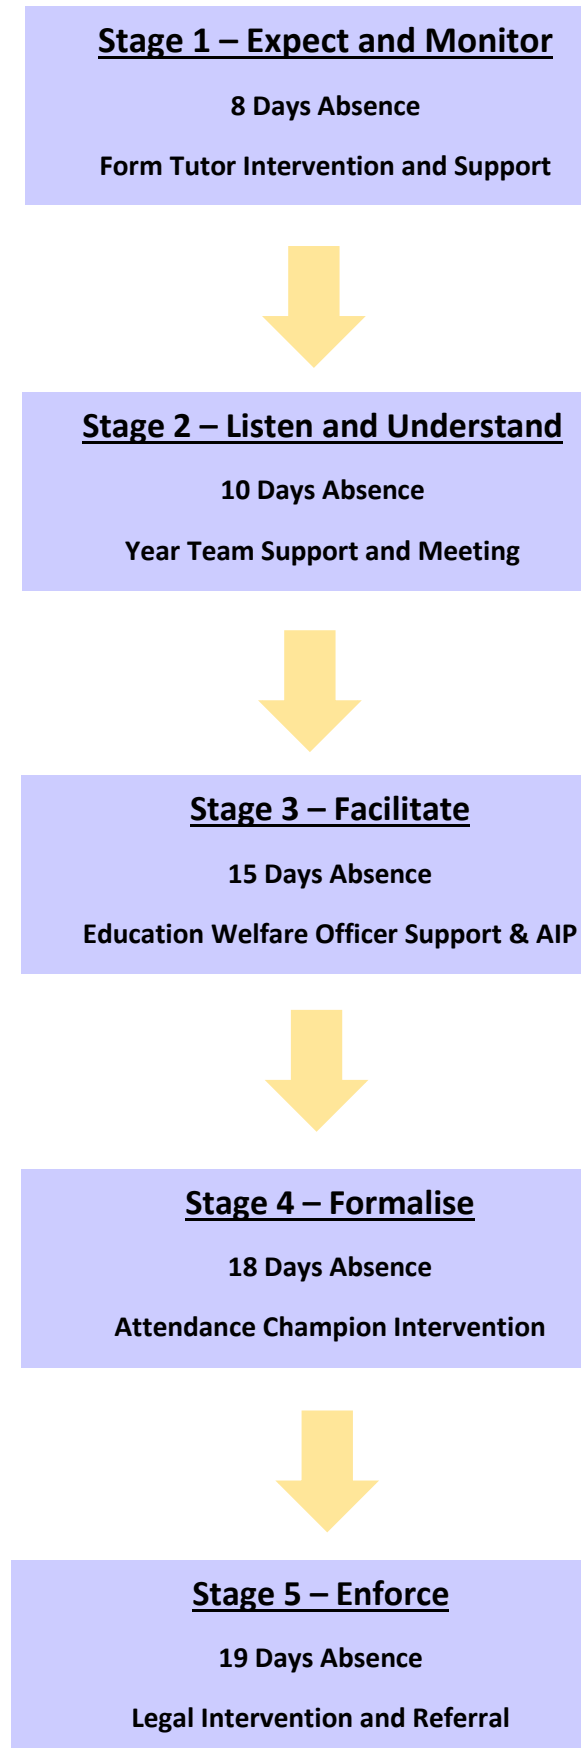 Stage 1 – Expect and Monitor
8 Days Absence
Form Tutor Intervention and Support
Stage 2 – Listen and Understand
10 Days Absence
Year Team Support and Meeting
Stage 3 – Facilitate
15 Days Absence
Education Welfare Officer Support & AIP
Stage 4 – Formalise
18 Days Absence
Attendance Champion Intervention
Stage 5 – Enforce
19 Days Absence
Legal Intervention and Referral